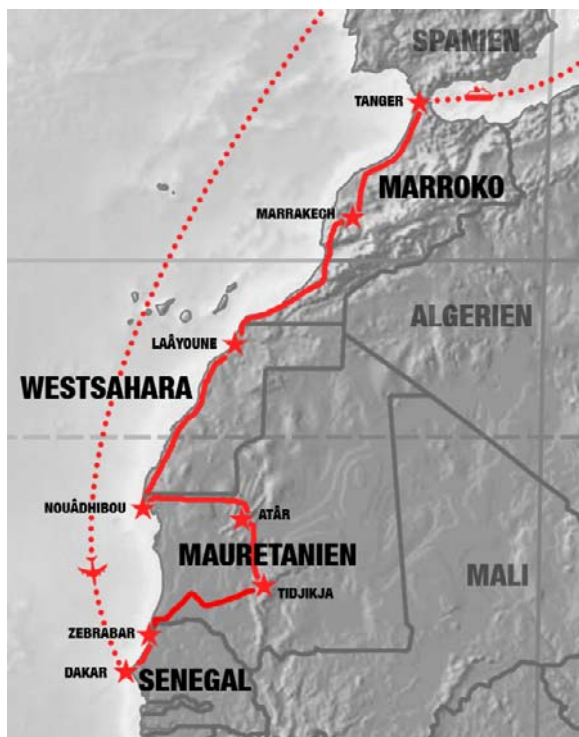 SPANIEN
TANGER
MARROKO
MARRAKECH
ALGERIEN
LAÂYOUNE
WESTSAHARA
NOUÂDHIBOU
ATÂR
MAURETANIEN
MALI
TIDJIKJA
ZEBRABAR
DAKAR
SENEGAL